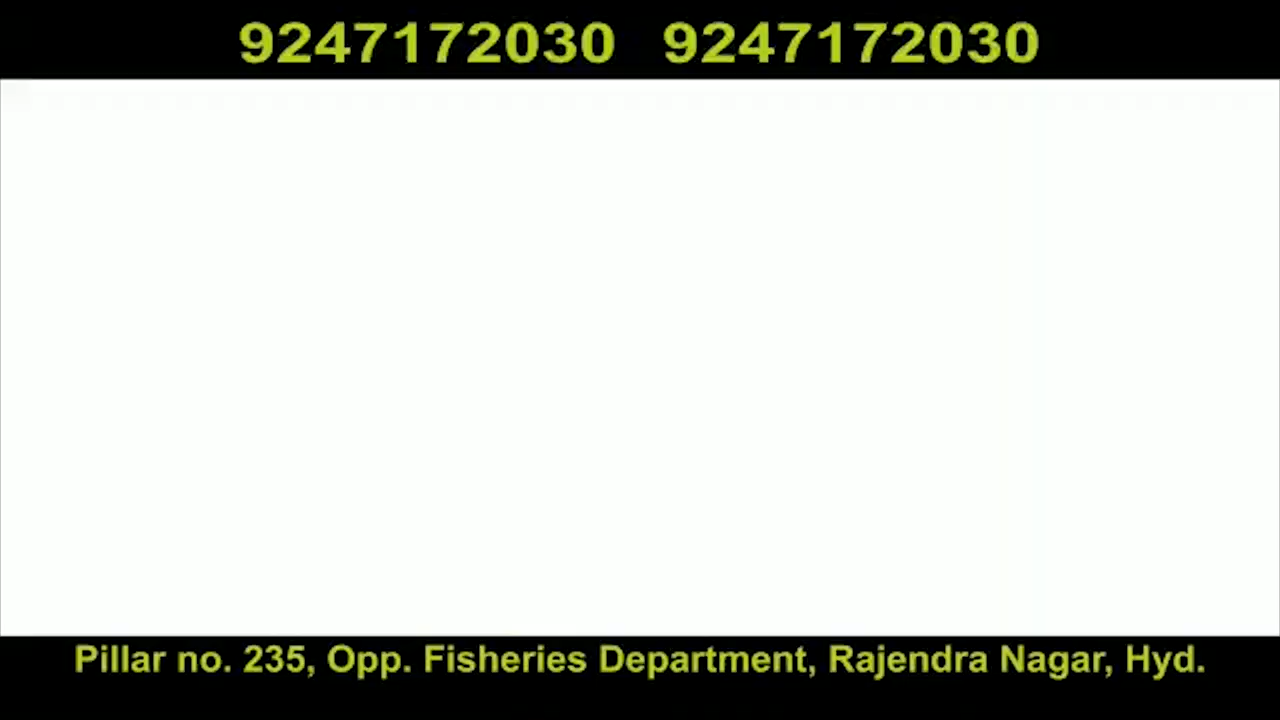 9247172030 9247172030
Pillar no. 235, Opp. Fisheries Department, Rajendra Nagar, Hyd.